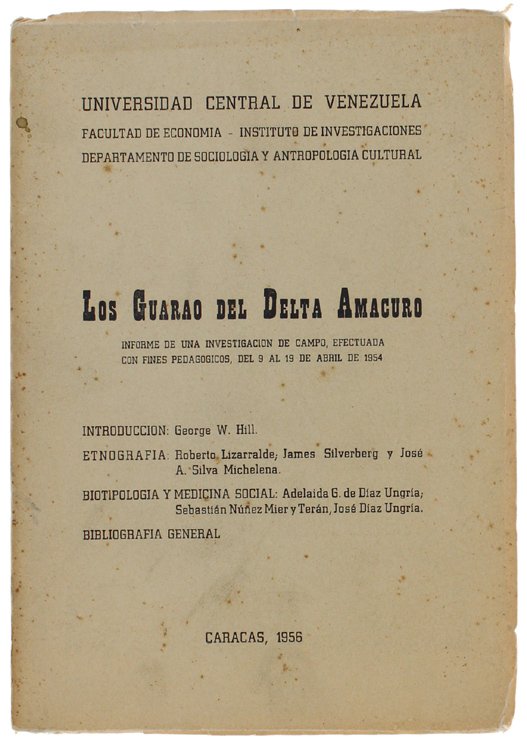 UNIVERSIDAD CENTRAL DE VENEZUELA
FACULTAD DE ECONOMIA - INSTITUTO DE INVESTIGACIONES
DEPARTAMENTO DE SOCIOLOGIA Y ANTROPOLOGIA CULTURAL
LOS GUARAO DEL DELTA AMACURO
INFORME DE UNA INVESTIGACION DE CAMPO, EFECTUADA
CON FINES PEDAGOGICOS, DEL 9 AL 19 DE ABRIL DE 1954
INTRODUCCION: George W. Hill.
ETNOGRAFIA: Roberto Lizarralde; James Silverberg y José
A. Silva Michelena.
BIOTIPOLOGIA Y MEDICINA SOCIAL: Adelaida G. de Díaz Ungría;
Sebastián Núñez Mier y Terán, José Díaz Ungría.
BIBLIOGRAFIA GENERAL
CARACAS, 1956